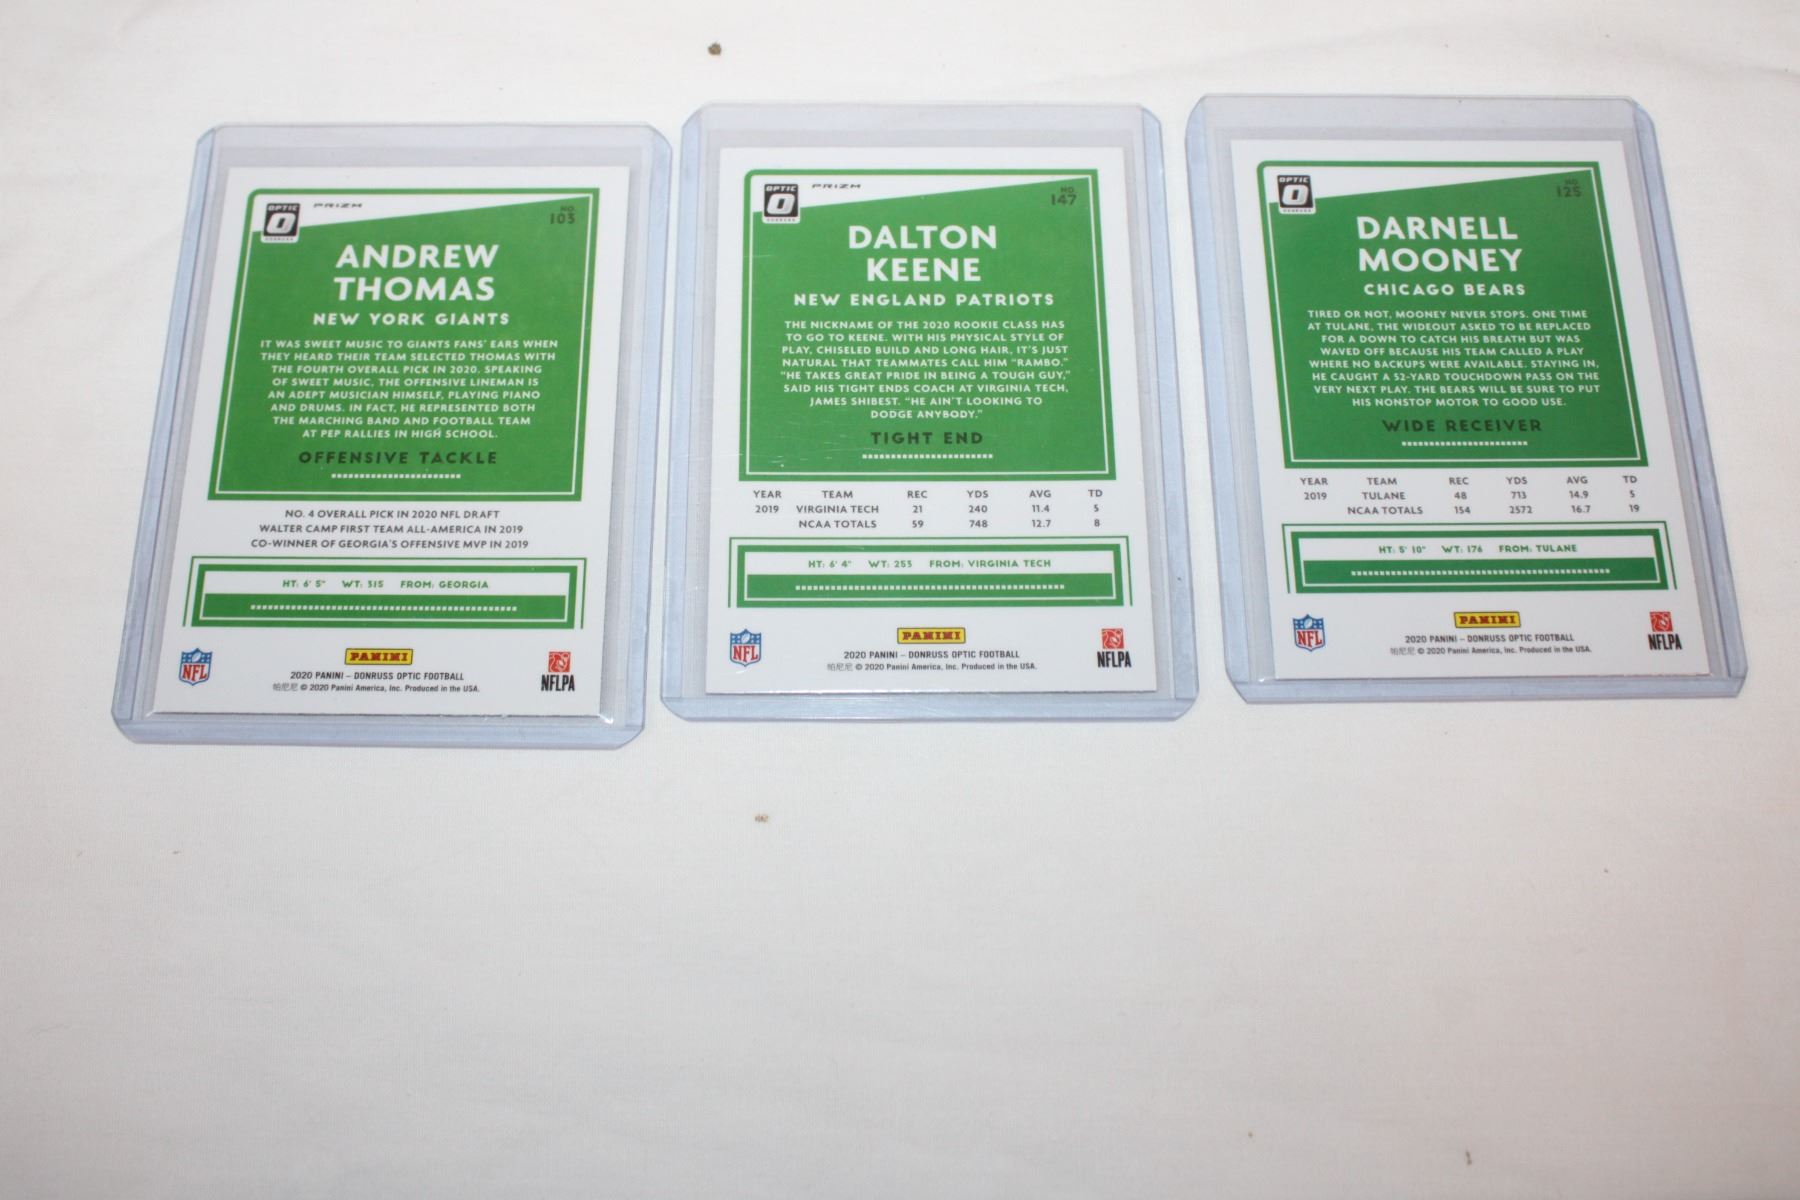 OPTIC
DONRUSS
PRIZM
NO.
103
ANDREW
THOMAS
NEW YORK GIANTS
IT WAS SWEET MUSIC TO GIANTS FANS' EARS WHEN
THEY HEARD THEIR TEAM SELECTED THOMAS WITH
THE FOURTH OVERALL PICK IN 2020. SPEAKING
OF SWEET MUSIC, THE OFFENSIVE LINEMAN IS
AN ADEPT MUSICIAN HIMSELF, PLAYING PIANO
AND DRUMS. IN FACT, HE REPRESENTED BOTH
THE MARCHING BAND AND FOOTBALL TEAM
AT PEP RALLIES IN HIGH SCHOOL.
OFFENSIVE TACKLE
NO. 4 OVERALL PICK IN 2020 NFL DRAFT
WALTER CAMP FIRST TEAM ALL-AMERICA IN 2019
CO-WINNER OF GEORGIA'S OFFENSIVE MVP IN 2019
HT: 6' 5" WT: 315 FROM: GEORGIA
NFL
PANINI
NFLPA
2020 PANINI – DONRUSS OPTIC FOOTBALL
帕尼尼 © 2020 Panini America, Inc. Produced in the USA.
OPTIC
DONRUSS
PRIZM
NO.
147
DALTON
KEENE
NEW ENGLAND PATRIOTS
THE NICKNAME OF THE 2020 ROOKIE CLASS HAS
TO GO TO KEENE. WITH HIS PHYSICAL STYLE OF
PLAY, CHISELED BUILD AND LONG HAIR, IT'S JUST
NATURAL THAT TEAMMATES CALL HIM "RAMBO."
"HE TAKES GREAT PRIDE IN BEING A TOUGH GUY,"
SAID HIS TIGHT ENDS COACH AT VIRGINIA TECH,
JAMES SHIBEST. "HE AIN'T LOOKING TO
DODGE ANYBODY."
TIGHT END
YEAR TEAM REC YDS AVG TD
2019 VIRGINIA TECH 21 240 11.4 5
NCAA TOTALS 59 748 12.7 8
HT: 6' 4" WT: 253 FROM: VIRGINIA TECH
NFL
PANINI
NFLPA
2020 PANINI – DONRUSS OPTIC FOOTBALL
帕尼尼 © 2020 Panini America, Inc. Produced in the USA.
OPTIC
DONRUSS
NO.
125
DARNELL
MOONEY
CHICAGO BEARS
TIRED OR NOT, MOONEY NEVER STOPS. ONE TIME
AT TULANE, THE WIDEOUT ASKED TO BE REPLACED
FOR A DOWN TO CATCH HIS BREATH BUT WAS
WAVED OFF BECAUSE HIS TEAM CALLED A PLAY
WHERE NO BACKUPS WERE AVAILABLE. STAYING IN,
HE CAUGHT A 52-YARD TOUCHDOWN PASS ON THE
VERY NEXT PLAY. THE BEARS WILL BE SURE TO PUT
HIS NONSTOP MOTOR TO GOOD USE.
WIDE RECEIVER
YEAR TEAM REC YDS AVG TD
2019 TULANE 48 713 14.9 5
NCAA TOTALS 154 2572 16.7 19
HT: 5' 10" WT: 176 FROM: TULANE
NFL
PANINI
NFLPA
2020 PANINI – DONRUSS OPTIC FOOTBALL
帕尼尼 © 2020 Panini America, Inc. Produced in the USA.